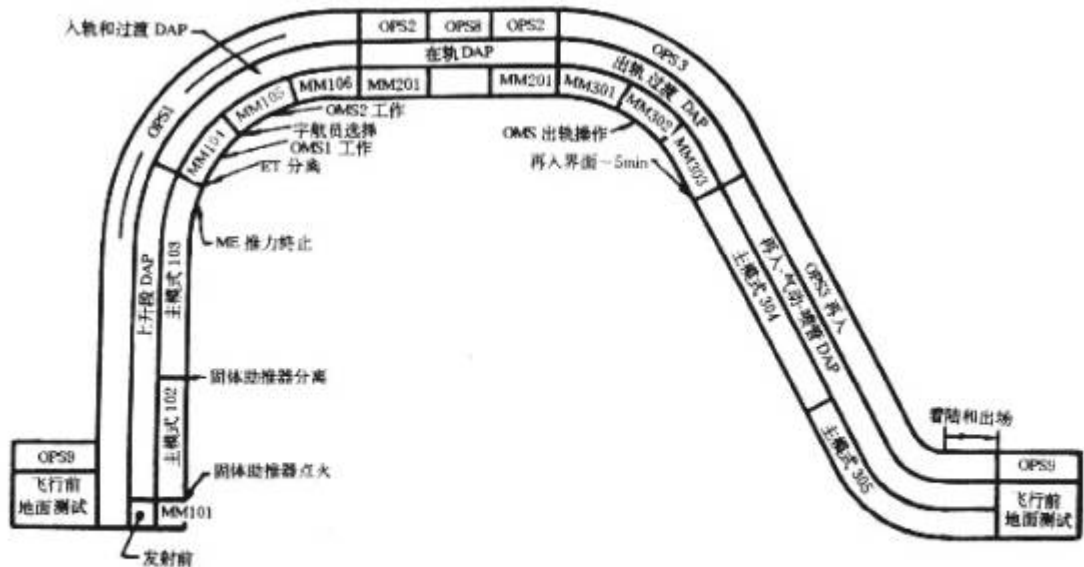 OPS2
OPS8
OPS2
入轨和过渡 DAP
在轨 DAP
OPS3
出轨 过渡 DAP
OPS1
MM105
MM106
MM201
MM201
MM301
MM302
MM303
MM104
OMS2 工作
宇航员选择
OMS1 工作
ET 分离
OMS 出轨操作
再入界面~5min
ME 推力终止
上升段 DAP
主模式 103
主模式 304
再入-气动-喷管 DAP
OPS3 再入
固体助推器分离
主模式 102
主模式 305
着陆和出场
OPS9
飞行前
地面测试
固体助推器点火
MM101
发射前
OPS9
飞行前
地面测试